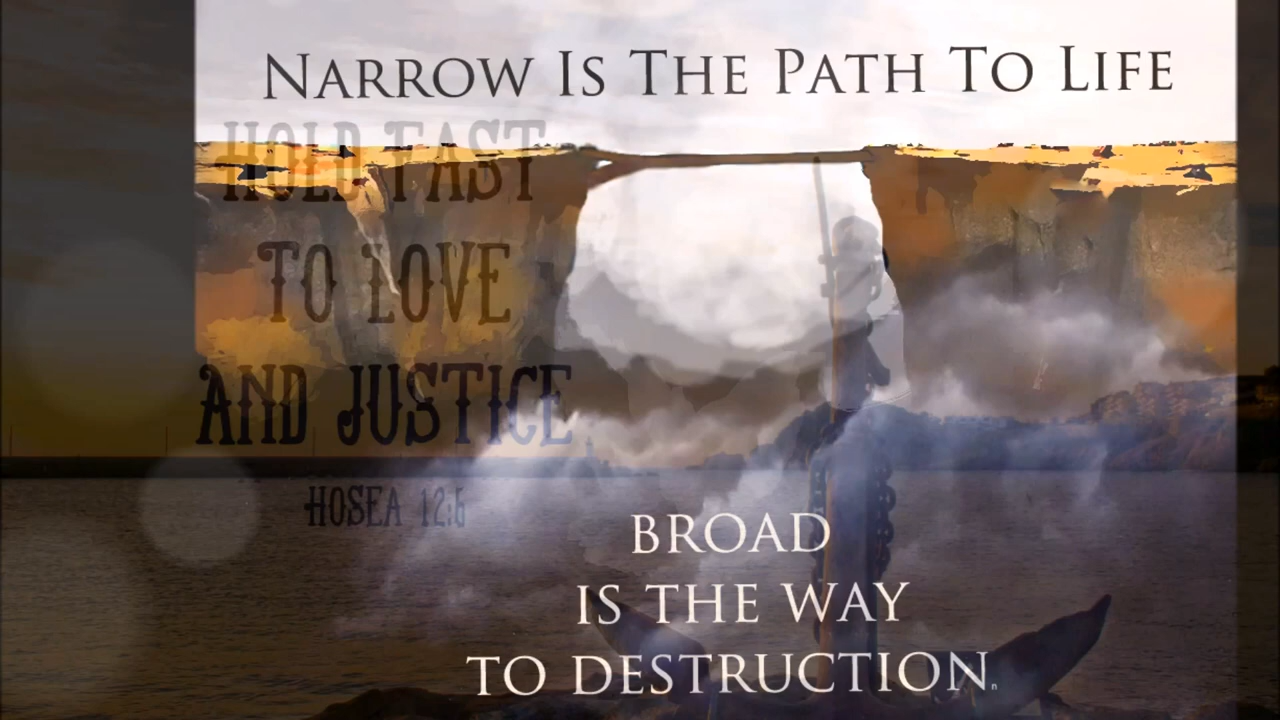 NARROW IS THE PATH TO LIFE
HOLD FAST
TO LOVE
AND JUSTICE
HOSEA 12:6
BROAD
IS THE WAY
TO DESTRUCTION.